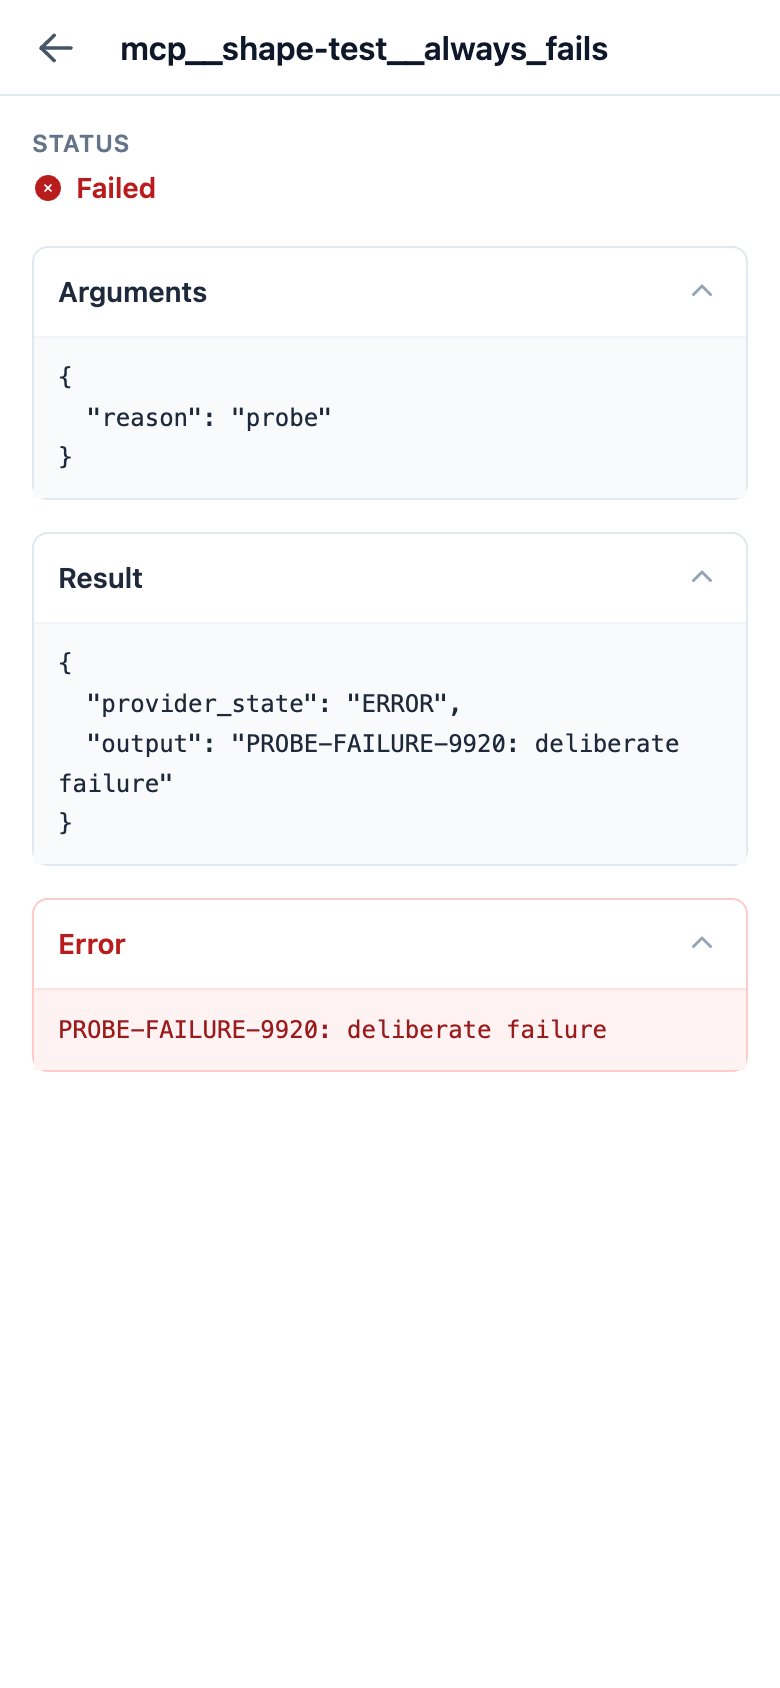 mcp__shape-test__always_fails
STATUS
Failed
Arguments
{
  "reason": "probe"
}
Result
{
  "provider_state": "ERROR",
  "output": "PROBE-FAILURE-9920: deliberate
failure"
}
Error
PROBE-FAILURE-9920: deliberate failure